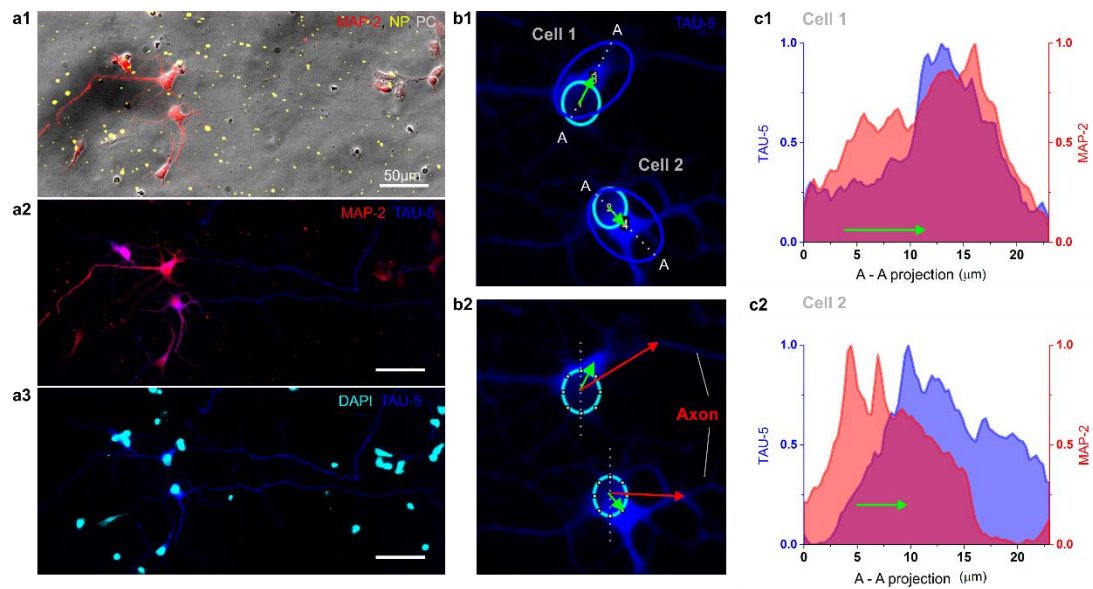 a1
MAP-2, NP, PC
50µm
a2
MAP-2 TAU-5
a3
DAPI TAU-5
b1
TAU-5
Cell 1
A
A
Cell 2
A
A
4
b2
Axon
c1 Cell 1
1.0 1.0
TAU-5 0.5 0.5 MAP-2
0.0 0.0
0 5 10 15 20
A - A projection (µm)
c2 Cell 2
1.0 1.0
TAU-5 0.5 0.5 MAP-2
0.0 0.0
0 5 10 15 20
A - A projection (µm)